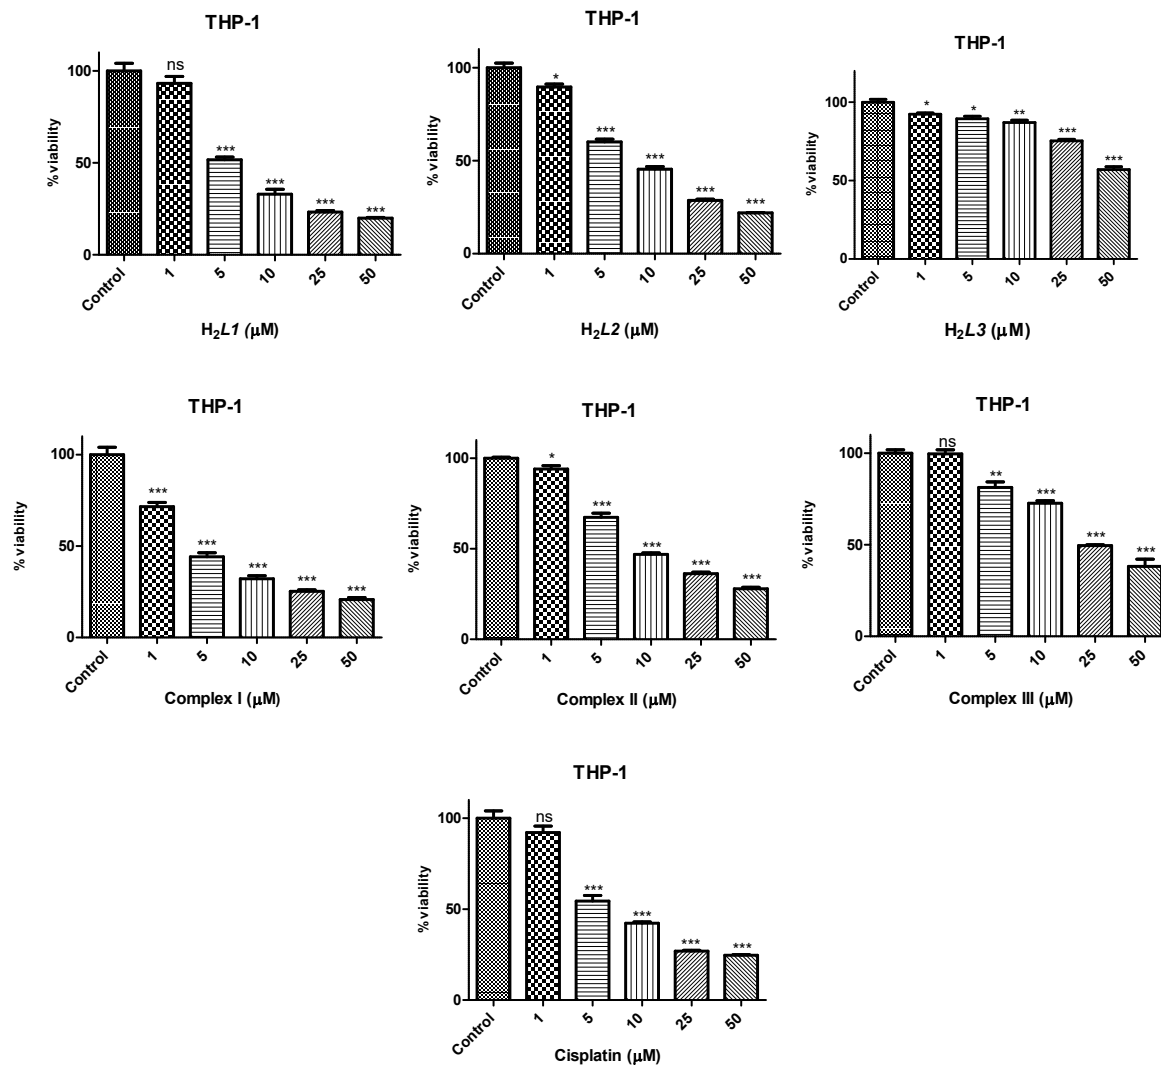 THP-1
% viability
100
50
0
ns
***
***
***
***
Control
1
5
10
25
50
H₂L1 (μM)
THP-1
% viability
100
50
0
*
***
***
***
***
Control
1
5
10
25
50
H₂L2 (μM)
THP-1
% viability
100
50
0
*
*
**
***
***
Control
1
5
10
25
50
H₂L3 (μM)
THP-1
% viability
100
50
0
***
***
***
***
***
Control
1
5
10
25
50
Complex I (μM)
THP-1
% viability
100
50
0
*
***
***
***
***
Control
1
5
10
25
50
Complex II (μM)
THP-1
% viability
100
50
0
ns
**
***
***
***
Control
1
5
10
25
50
Complex III (μM)
THP-1
% viability
100
50
0
ns
***
***
***
***
Control
1
5
10
25
50
Cisplatin (μM)